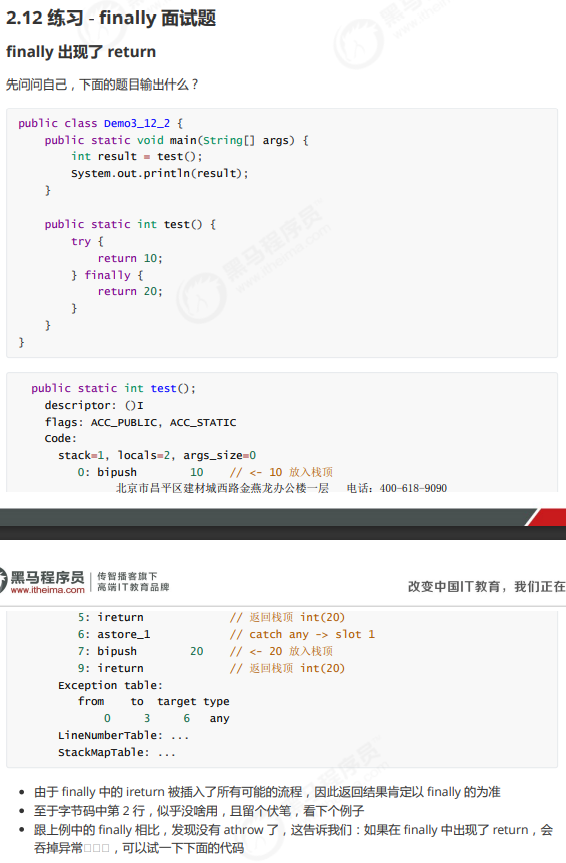 2.12 练习 - finally 面试题
finally 出现了 return
先问问自己，下面的题目输出什么？
public class Demo3_12_2 {
    public static void main(String[] args) {
        int result = test();
        System.out.println(result);
    }
    public static int test() {
        try {
            return 10;
        } finally {
            return 20;
        }
    }
}
  public static int test();
    descriptor: ()I
    flags: ACC_PUBLIC, ACC_STATIC
    Code:
      stack=1, locals=2, args_size=0
         0: bipush        10    // <- 10 放入栈顶
北京市昌平区建材城西路金燕龙办公楼一层 电话：400-618-9090
黑马程序员 传智播客旗下
www.itheima.com 高端IT教育品牌
改变中国IT教育，我们正在
         5: ireturn             // 返回栈顶 int(20)
         6: astore_1            // catch any -> slot 1
         7: bipush        20    // <- 20 放入栈顶
         9: ireturn             // 返回栈顶 int(20)
      Exception table:
         from    to  target type
             0     3     6   any
      LineNumberTable: ...
      StackMapTable: ...
• 由于 finally 中的 ireturn 被插入了所有可能的流程，因此返回结果肯定以 finally 的为准
• 至于字节码中第 2 行，似乎没啥用，且留个伏笔，看下个例子
• 跟上例中的 finally 相比，发现没有 athrow 了，这告诉我们：如果在 finally 中出现了 return，会
吞掉异常□□□，可以试一下下面的代码